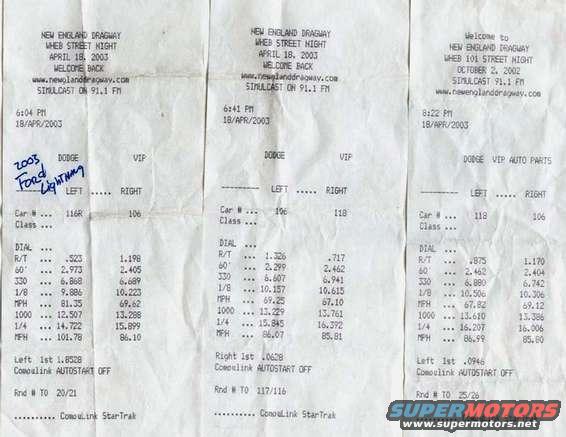 NEW ENGLAND DRAGWAY
WHEB STREET NIGHT
APRIL 18, 2003
WELCOME BACK
www.newglanddragway.com
SIMULCAST ON 91.1 FM
6:04 PM
18/APR/2003
2003
Ford
Lightning
DODGE VIP
---------- LEFT ..... RIGHT
Car # ... 116R 106
Class ...
DIAL ...
R/T ... .523 1.198
60' ... 2.973 2.405
330 ... 6.868 6.689
1/8 ... 9.886 10.223
MPH ... 81.35 69.62
1000 ... 12.507 13.288
1/4 ... 14.722 15.899
MPH ... 101.78 86.10
Left 1st 1.8528
Compulink AUTOSTART OFF
Rnd # TO 20/21
.......... CompuLink StarTrak
NEW ENGLAND DRAGWAY
WHEB STREET NIGHT
APRIL 18, 2003
WELCOME BACK
www.newglanddragway.com
SIMULCAST ON 91.1 FM
6:41 PM
18/APR/2003
DODGE VIP
---------- LEFT ..... RIGHT
Car # ... 106 118
Class ...
DIAL ...
R/T ... 1.326 .717
60' ... 2.299 2.462
330 ... 6.607 6.941
1/8 ... 10.157 10.615
MPH ... 69.25 67.10
1000 ... 13.229 13.761
1/4 ... 15.845 16.392
MPH ... 86.07 85.81
Right 1st .0628
Compulink AUTOSTART OFF
Rnd # TO 117/116
.......... CompuLink StarTrak
Welcome to
NEW ENGLAND DRAGWAY
WHEB 101 STREET NIGHT
OCTOBER 2, 2002
SIMULCAST 91.1 FM
www.newenglanddragway.com
8:22 PM
18/APR/2003
DODGE VIP AUTO PARTS
---------- LEFT ..... RIGHT
Car # ... 118 106
Class ...
DIAL ...
R/T ... .875 1.170
60' ... 2.462 2.404
330 ... 6.880 6.742
1/8 ... 10.506 10.306
MPH ... 67.82 69.12
1000 ... 13.610 13.386
1/4 ... 16.207 16.006
MPH ... 86.99 85.80
Left 1st .0946
Compulink AUTOSTART OFF
Rnd # TO 25/26
SUPERMOTORS
www.supermotors.net